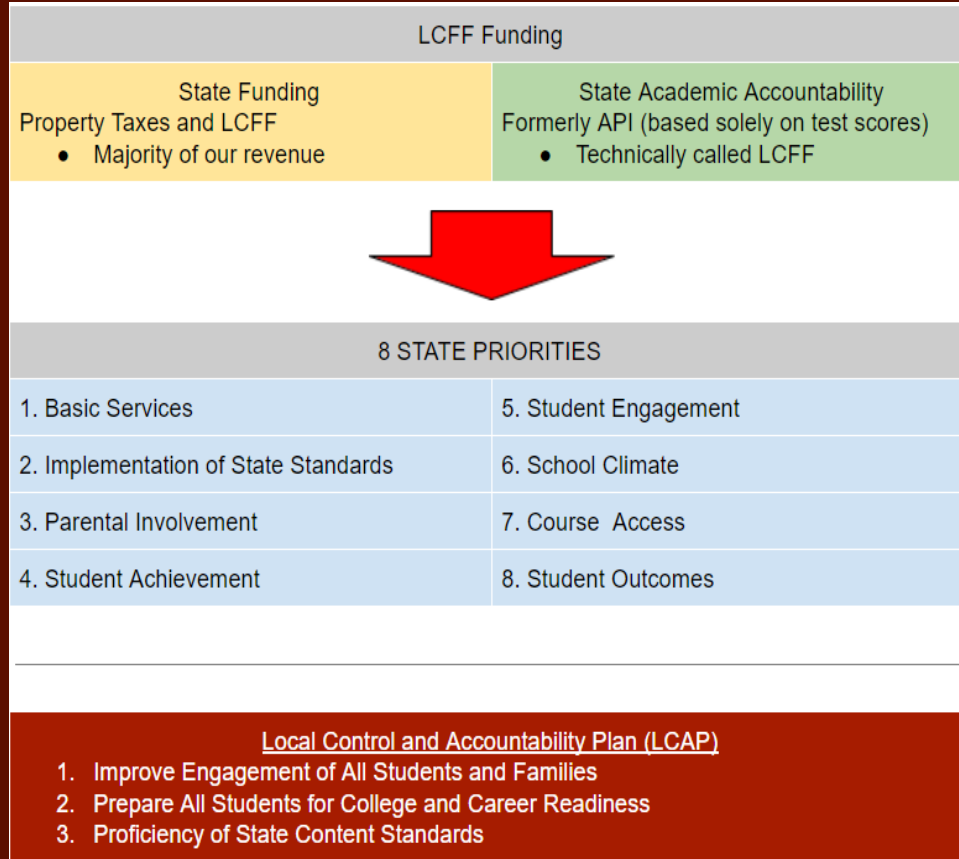 LCFF Funding
State Funding
Property Taxes and LCFF
● Majority of our revenue
State Academic Accountability
Formerly API (based solely on test scores)
● Technically called LCFF
8 STATE PRIORITIES
1. Basic Services
5. Student Engagement
2. Implementation of State Standards
6. School Climate
3. Parental Involvement
7. Course Access
4. Student Achievement
8. Student Outcomes
Local Control and Accountability Plan (LCAP)
1. Improve Engagement of All Students and Families
2. Prepare All Students for College and Career Readiness
3. Proficiency of State Content Standards